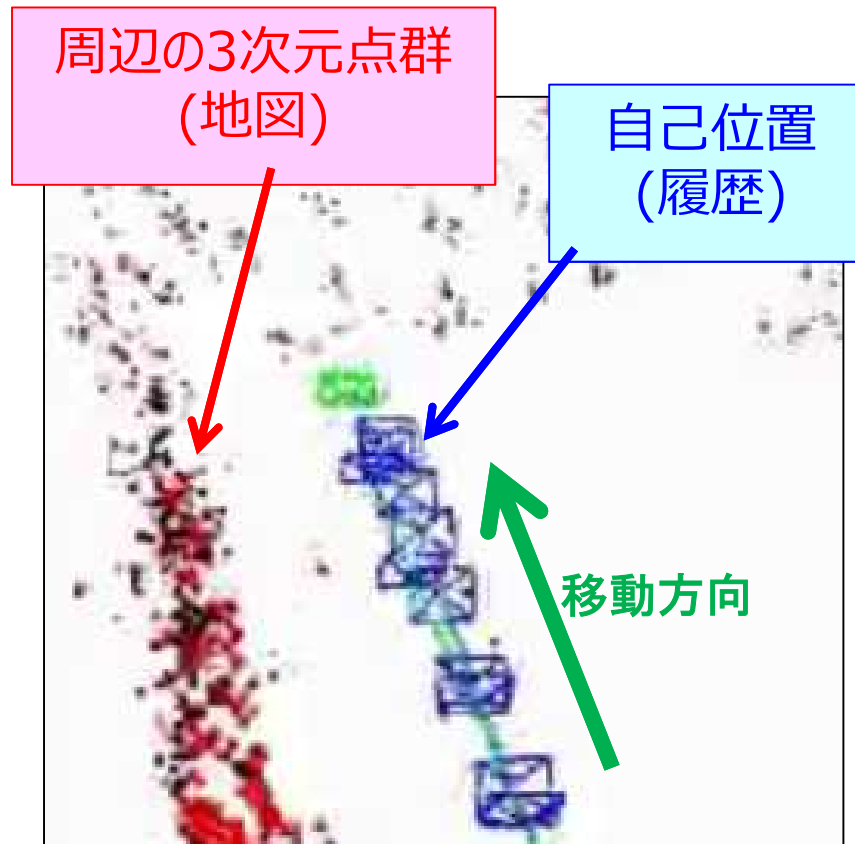 周辺の3次元点群
(地図)
自己位置
(履歴)
移動方向